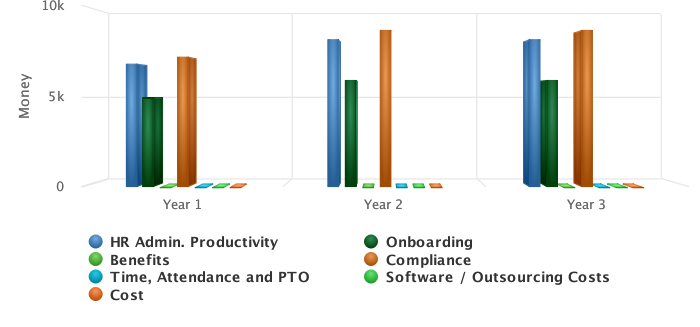 10k
Money
5k
0
Year 1 Year 2 Year 3
HR Admin. Productivity Onboarding
Benefits Compliance
Time, Attendance and PTO Software / Outsourcing Costs
Cost